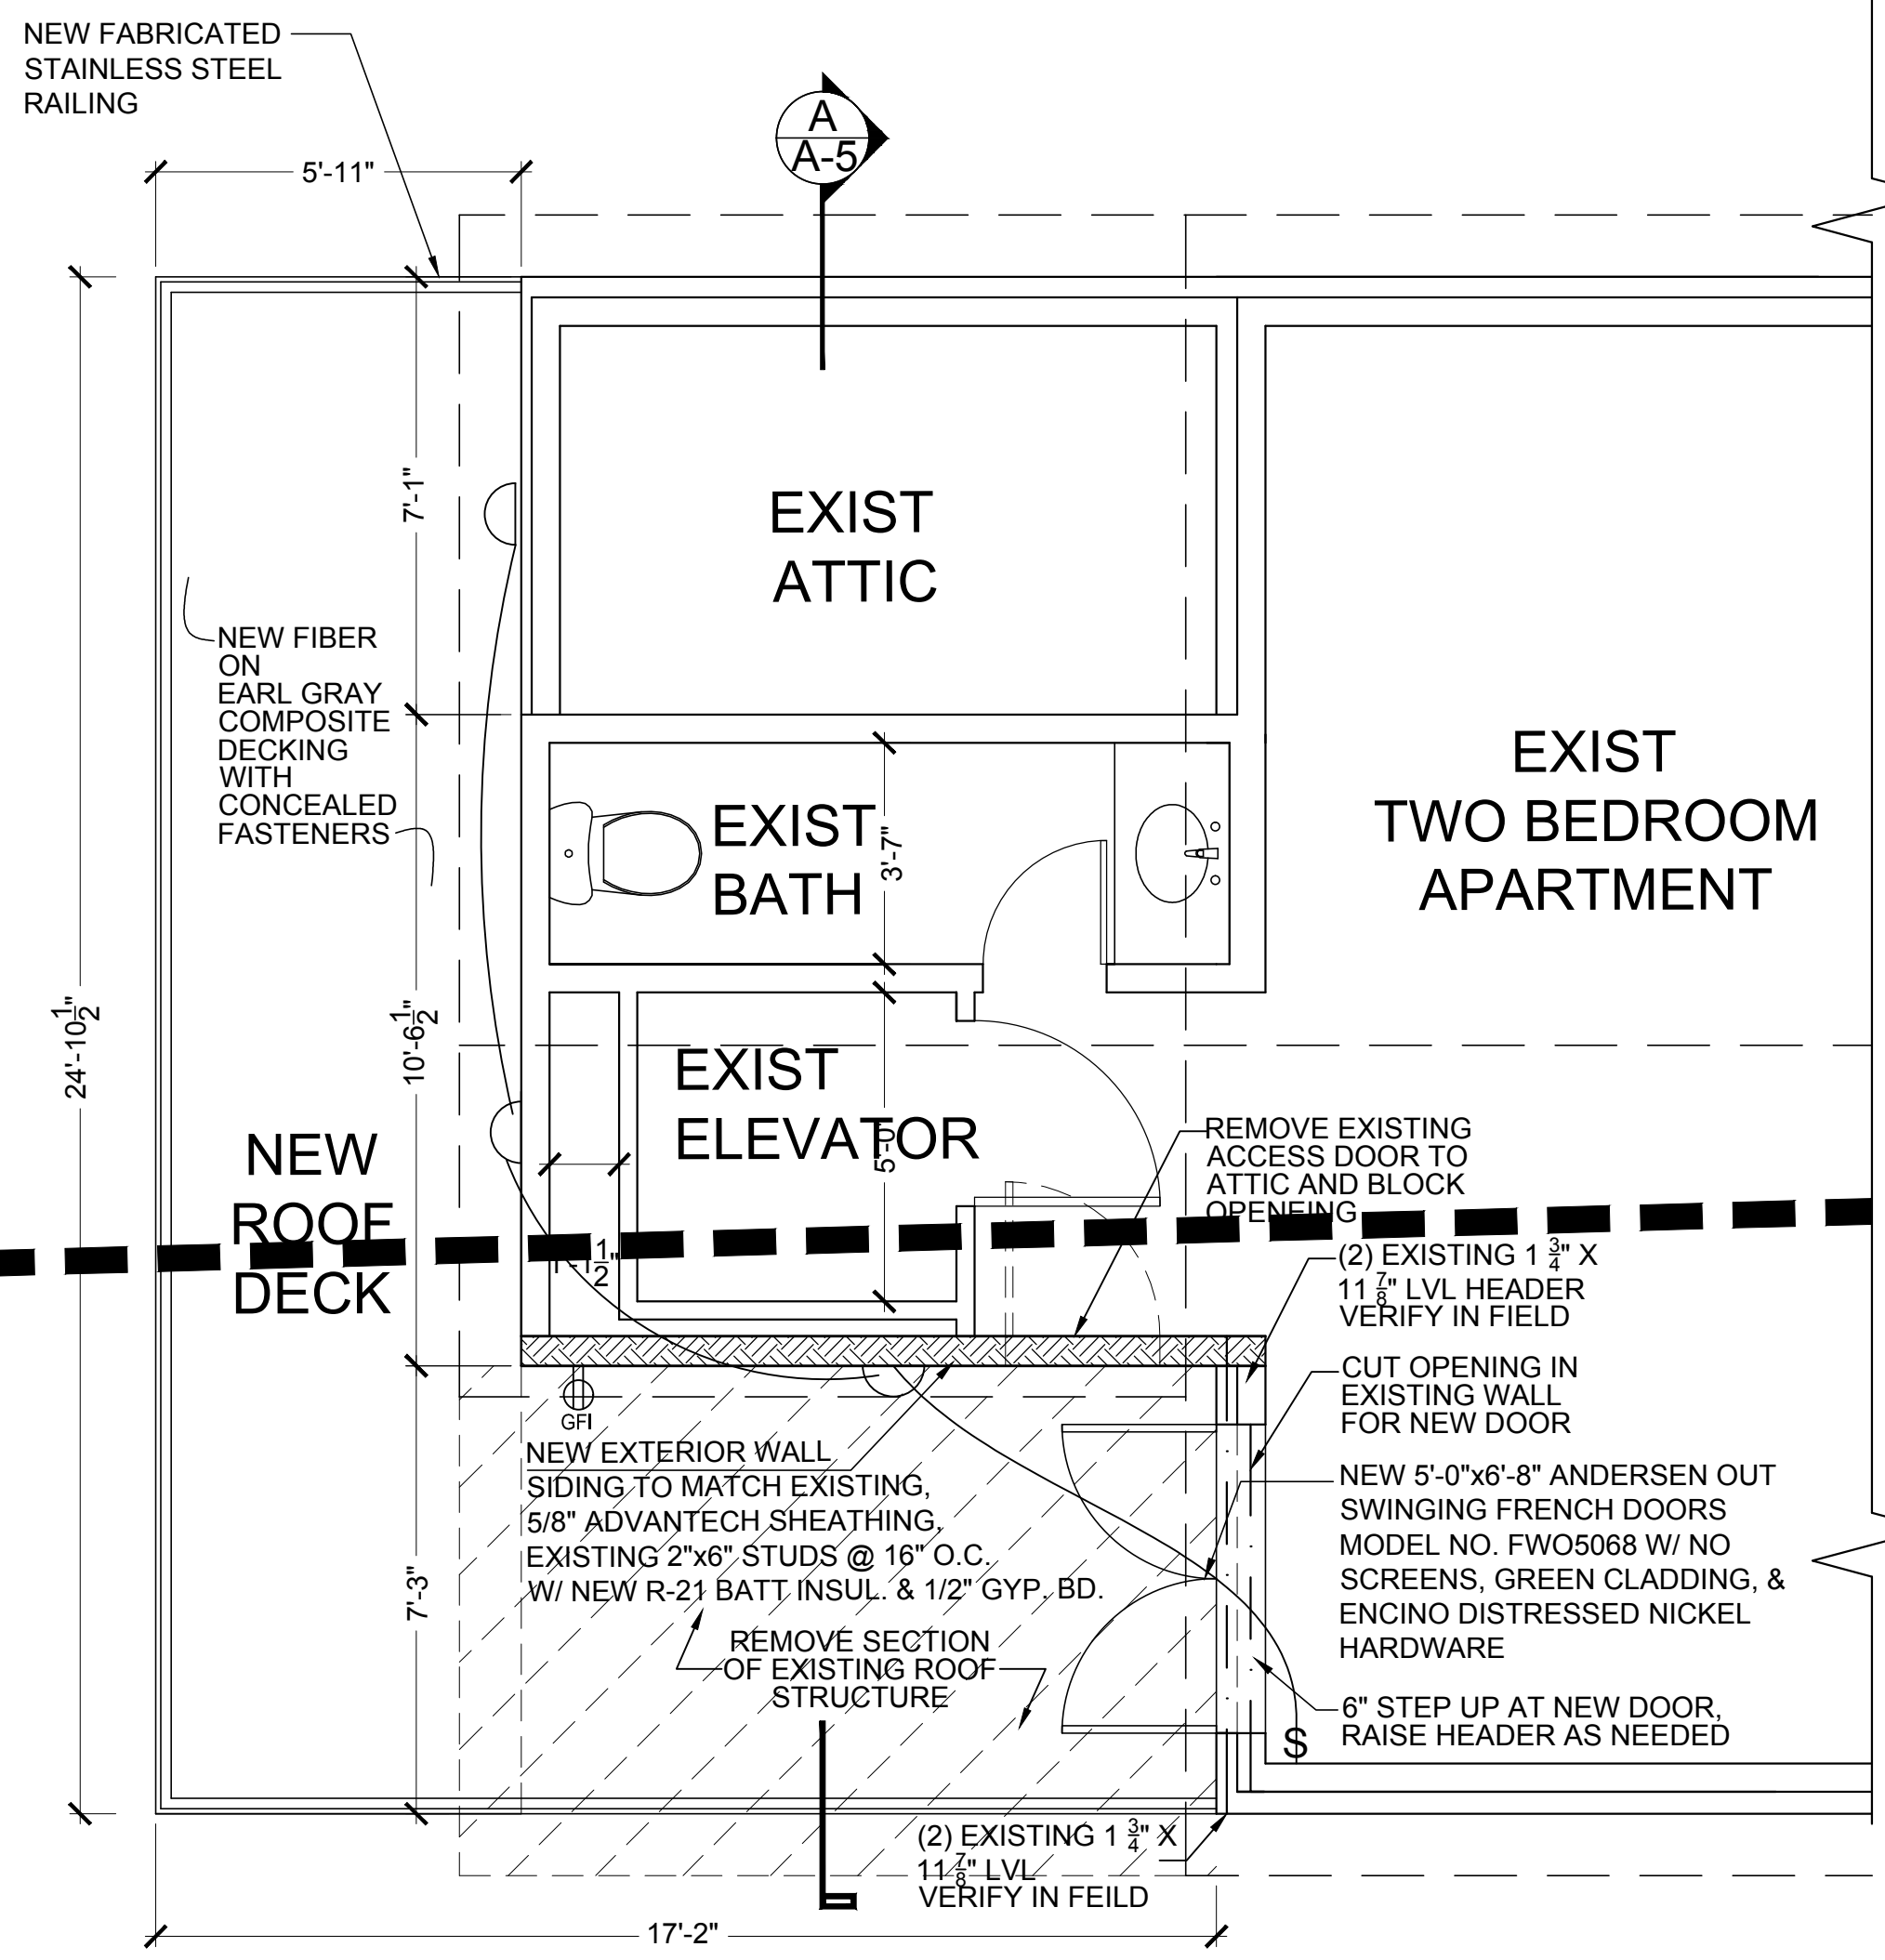 NEW FABRICATED
STAINLESS STEEL
RAILING
A
A-5
5'-11"
7'-1"
EXIST
ATTIC
NEW FIBER
ON
EARL GRAY
COMPOSITE
DECKING
WITH
CONCEALED
FASTENERS
EXIST
BATH
3'-7"
EXIST
TWO BEDROOM
APARTMENT
24'-10 1/2"
10'-6 1/2"
EXIST
ELEVATOR
5'-0"
NEW
ROOF
DECK
1'-1 1/2"
REMOVE EXISTING
ACCESS DOOR TO
ATTIC AND BLOCK
OPENEING
(2) EXISTING 1 3/4" X
11 7/8" LVL HEADER
VERIFY IN FIELD
CUT OPENING IN
EXISTING WALL
FOR NEW DOOR
GFI
NEW EXTERIOR WALL
SIDING TO MATCH EXISTING,
5/8" ADVANTECH SHEATHING,
EXISTING 2"x6" STUDS @ 16" O.C.
W/ NEW R-21 BATT INSUL. & 1/2" GYP. BD.
NEW 5'-0"x6'-8" ANDERSEN OUT
SWINGING FRENCH DOORS
MODEL NO. FWO5068 W/ NO
SCREENS, GREEN CLADDING, &
ENCINO DISTRESSED NICKEL
HARDWARE
7'-3"
REMOVE SECTION
OF EXISTING ROOF
STRUCTURE
6" STEP UP AT NEW DOOR,
RAISE HEADER AS NEEDED
S
(2) EXISTING 1 3/4" X
11 7/8" LVL
VERIFY IN FEILD
17'-2"